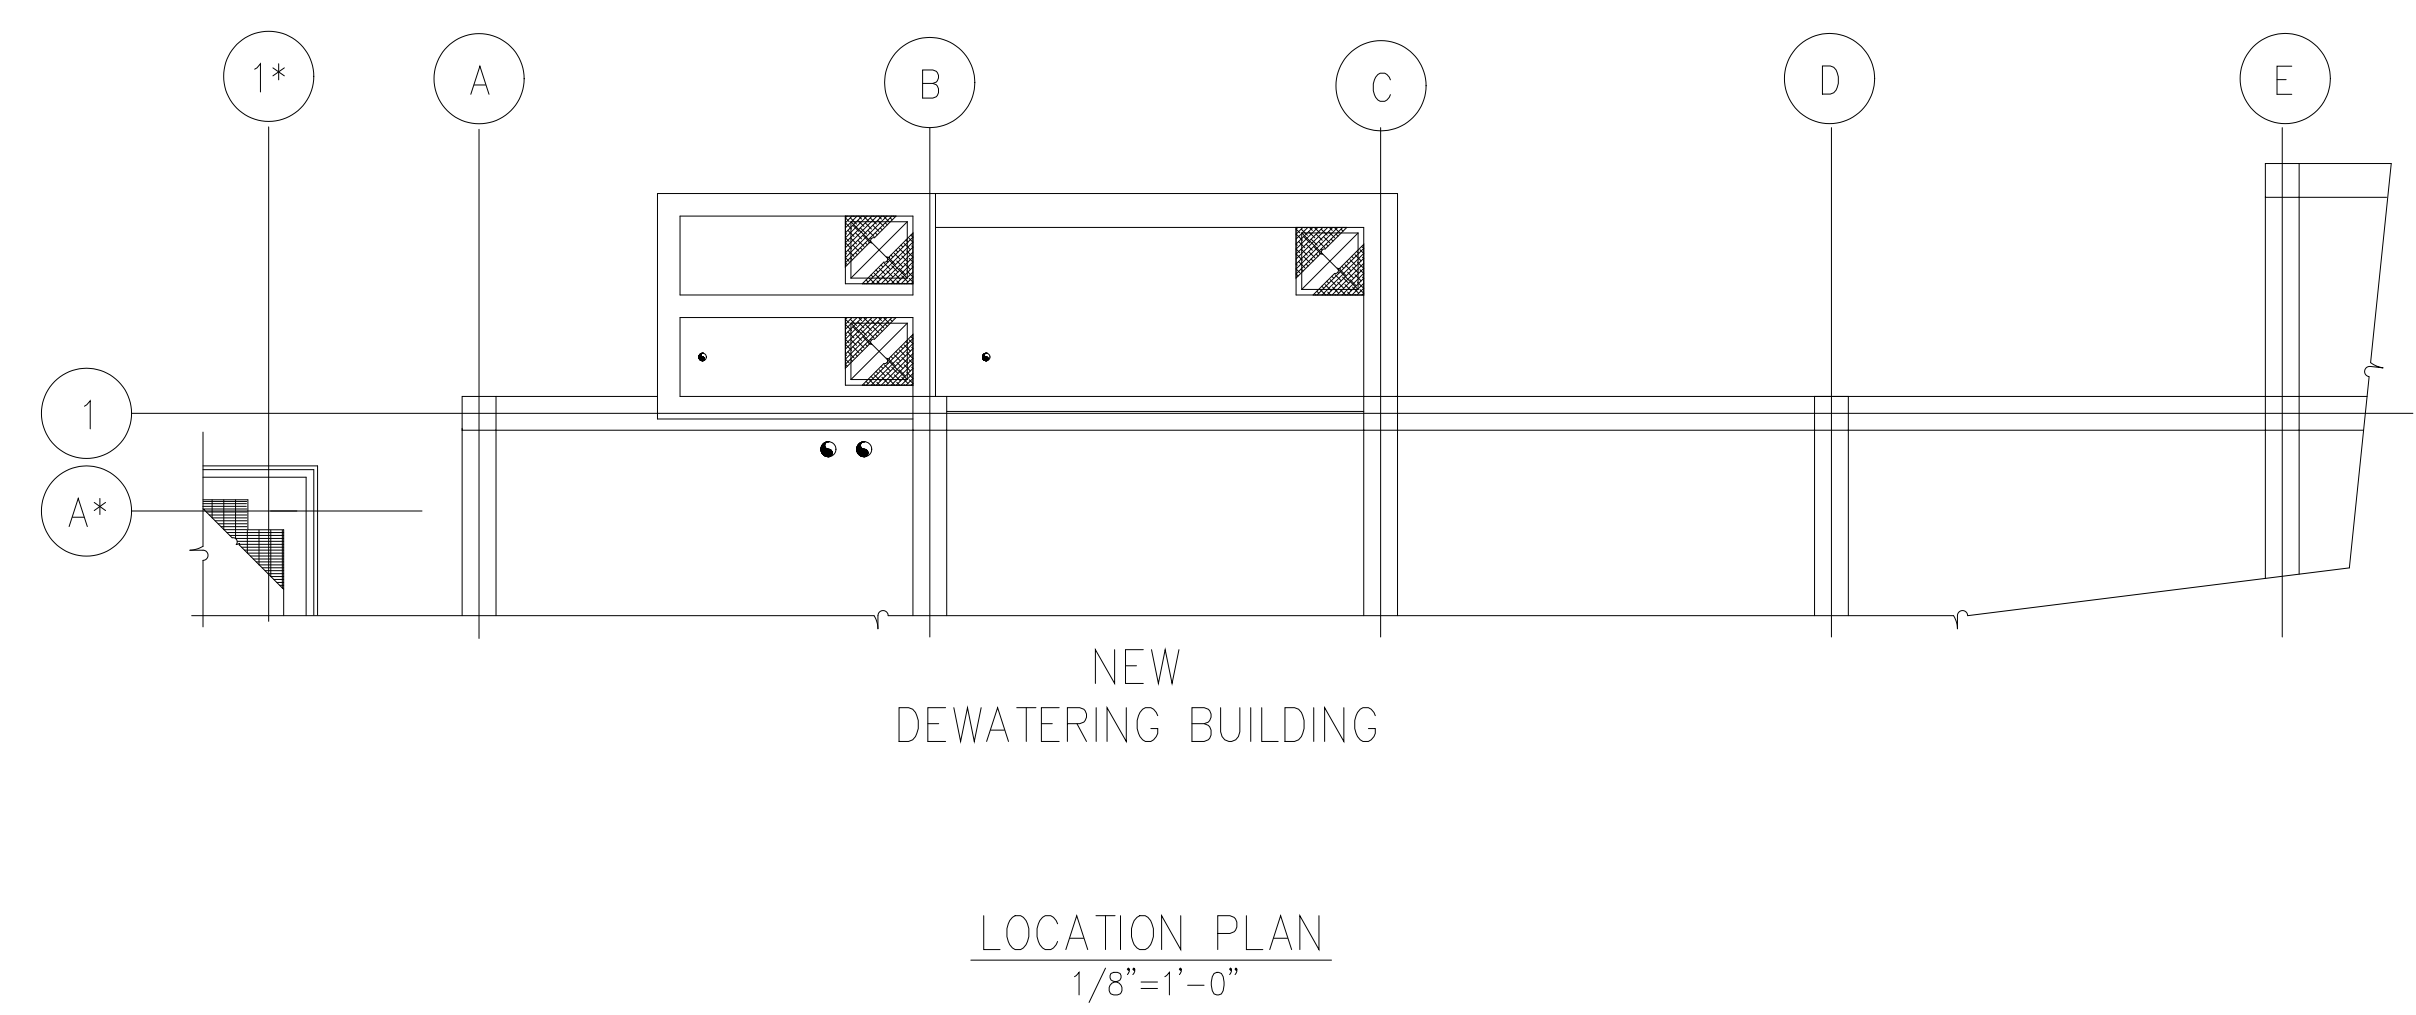 1*
A
B
C
D
E
1
A*
NEW
DEWATERING BUILDING
LOCATION PLAN
1/8"=1'-0"